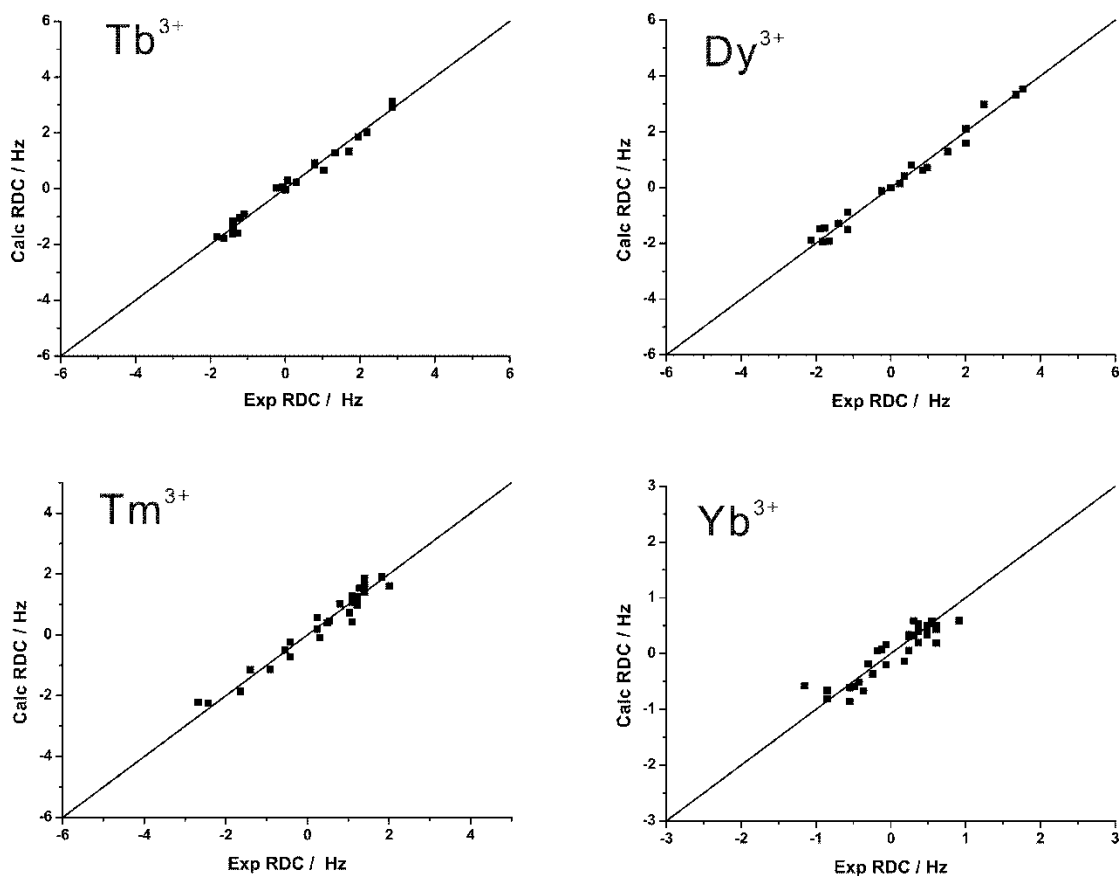 Tb3+
6
4
2
0
-2
-4
-6
Calc RDC / Hz
-6 -4 -2 0 2 4 6
Exp RDC / Hz
Dy3+
6
4
2
0
-2
-4
-6
Calc RDC / Hz
-6 -4 -2 0 2 4 6
Exp RDC / Hz
Tm3+
4
2
0
-2
-4
-6
Calc RDC / Hz
-6 -4 -2 0 2 4
Exp RDC / Hz
Yb3+
3
2
1
0
-1
-2
-3
Calc RDC / Hz
-3 -2 -1 0 1 2 3
Exp RDC / Hz